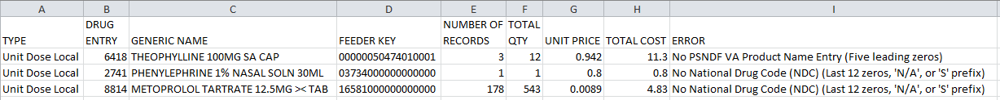 A B C D E F G H I
DRUG NUMBER OF TOTAL
TYPE ENTRY GENERIC NAME FEEDER KEY RECORDS QTY UNIT PRICE TOTAL COST ERROR
Unit Dose Local 6418 THEOPHYLLINE 100MG SA CAP 00000050474010001 3 12 0.942 11.3 No PSNDF VA Product Name Entry (Five leading zeros)
Unit Dose Local 2741 PHENYLEPHRINE 1% NASAL SOLN 30ML 03734000000000000 1 1 0.8 0.8 No National Drug Code (NDC) (Last 12 zeros, 'N/A', or 'S' prefix)
Unit Dose Local 8814 METOPROLOL TARTRATE 12.5MG >< TAB 16581000000000000 178 543 0.0089 4.83 No National Drug Code (NDC) (Last 12 zeros, 'N/A', or 'S' prefix)